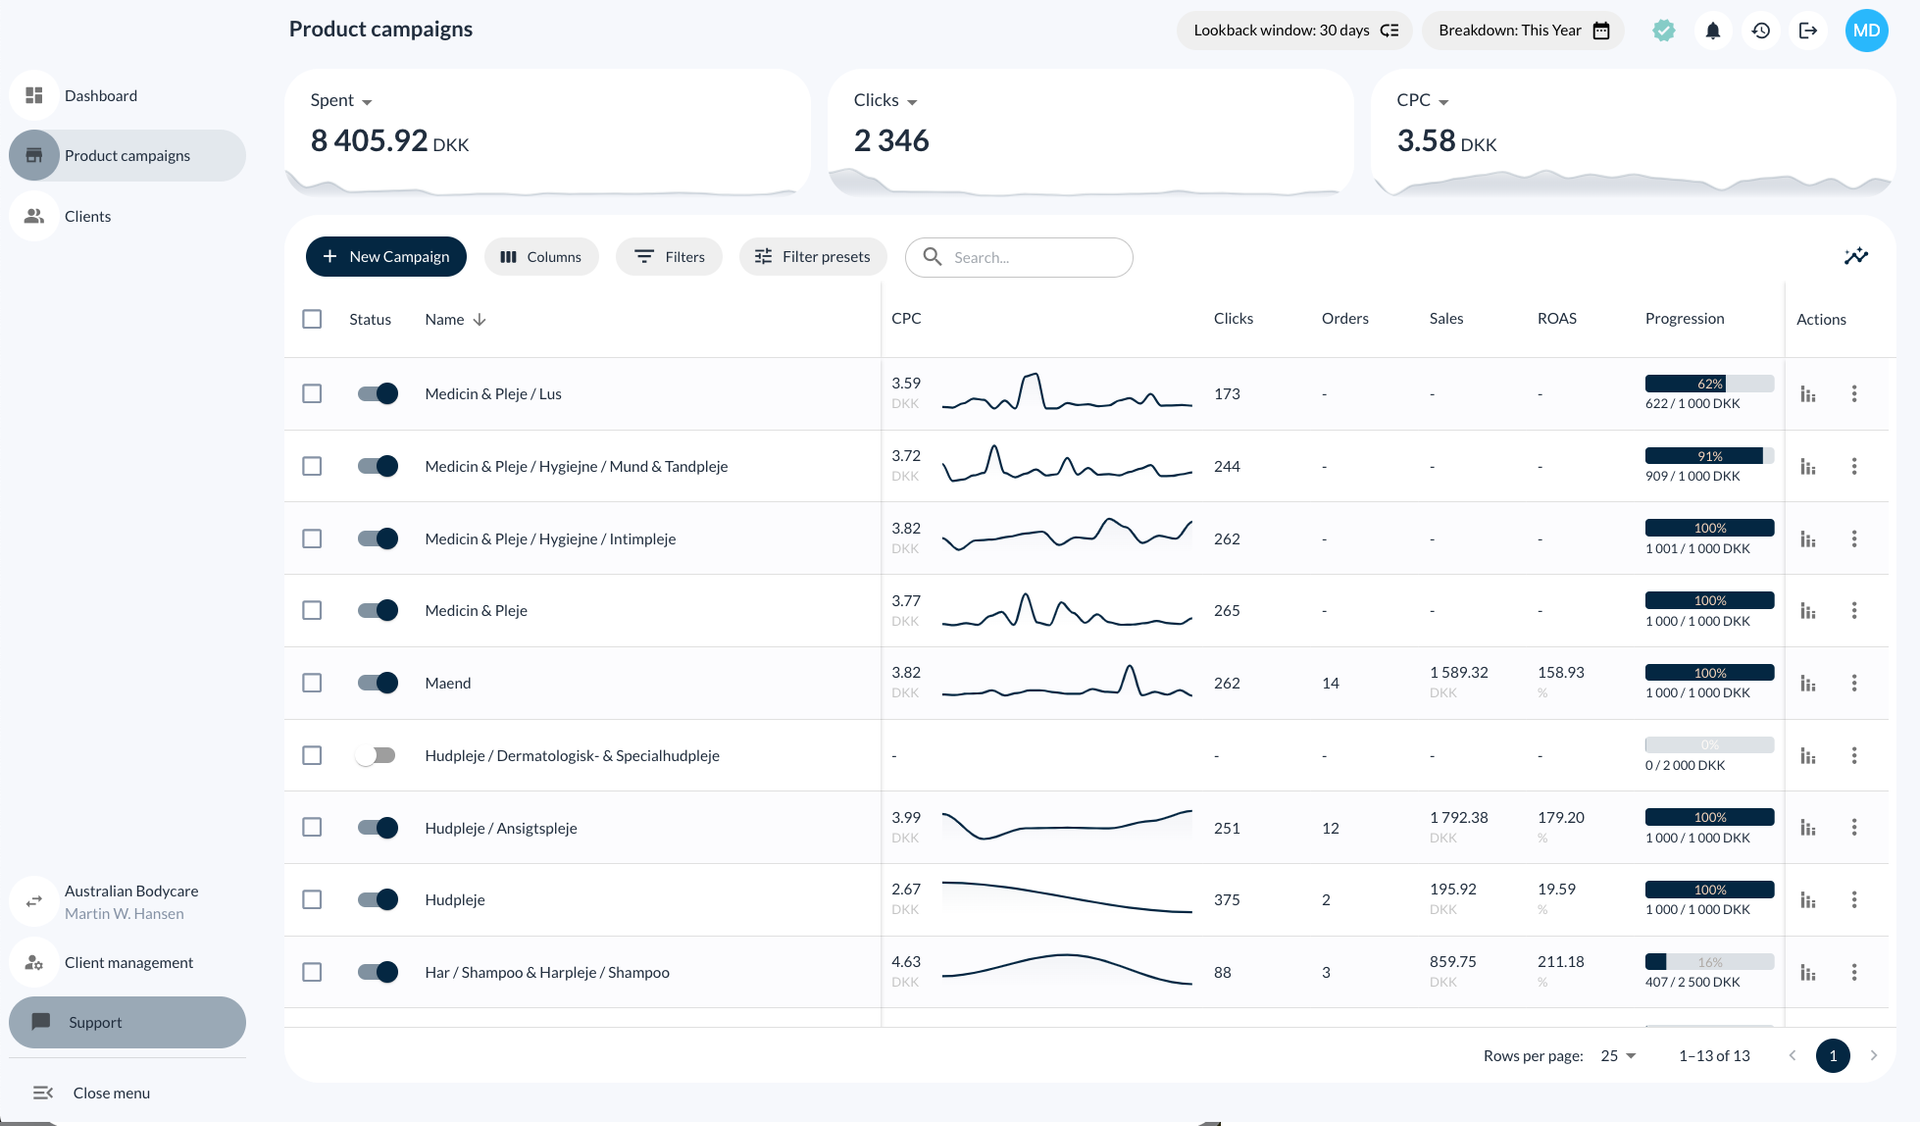 Product campaigns
Lookback window: 30 days
Breakdown: This Year
MD
Dashboard
Product campaigns
Clients
Spent
8 405.92 DKK
Clicks
2 346
CPC
3.58 DKK
New Campaign
Columns
Filters
Filter presets
Search...
Status Name CPC Clicks Orders Sales ROAS Progression Actions
Medicin & Pleje / Lus
3.59
DKK
173 - - -
62%
622 / 1 000 DKK
Medicin & Pleje / Hygiejne / Mund & Tandpleje
3.72
DKK
244 - - -
91%
909 / 1 000 DKK
Medicin & Pleje / Hygiejne / Intimpleje
3.82
DKK
262 - - -
100%
1 001 / 1 000 DKK
Medicin & Pleje
3.77
DKK
265 - - -
100%
1 000 / 1 000 DKK
Maend
3.82
DKK
262
14
1 589.32
DKK
158.93
%
100%
1 000 / 1 000 DKK
Hudpleje / Dermatologisk- & Specialhudpleje
- - - - -
0%
0 / 2 000 DKK
Hudpleje / Ansigtspleje
3.99
DKK
251
12
1 792.38
DKK
179.20
%
100%
1 000 / 1 000 DKK
Hudpleje
2.67
DKK
375
2
195.92
DKK
19.59
%
100%
1 000 / 1 000 DKK
Har / Shampoo & Harpleje / Shampoo
4.63
DKK
88
3
859.75
DKK
211.18
%
16%
407 / 2 500 DKK
Rows per page: 25
1–13 of 13
1
Australian Bodycare
Martin W. Hansen
Client management
Support
Close menu